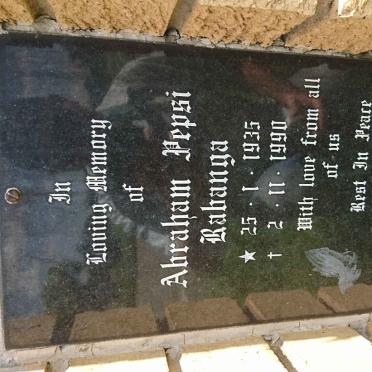 In
Loving Memory
of
Abraham Pepsi
Rabanga
★ 25 · 1 · 1935
† 2 · 11 · 1990
With love from all
of us
Rest In Peace